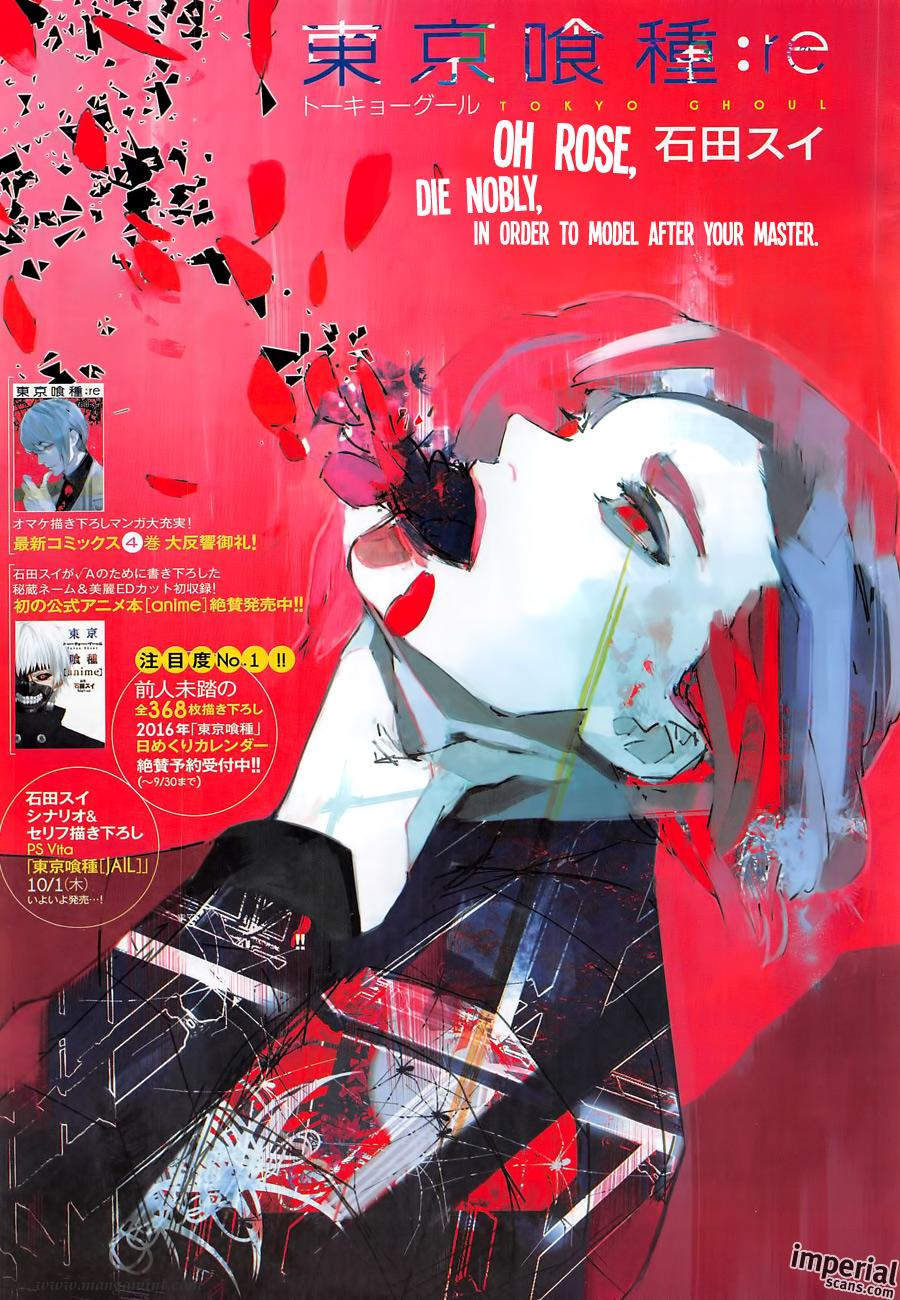 東京喰種:re
トーキョーグール TOKYO GHOUL
石田スイ
OH ROSE,
DIE NOBLY,
IN ORDER TO MODEL AFTER YOUR MASTER.
東京喰種:re
オマケ描き下ろしマンガ大充実!
最新コミックス④巻 大反響御礼!
石田スイが√Aのために書き下ろした
秘蔵ネーム&美麗EDカット初収録!
初の公式アニメ本[anime]絶賛発売中!!
東京
喰種
[anime]
石田スイ
注目度No.1!!
前人未踏の
全368枚描き下ろし
2016年「東京喰種」
日めくりカレンダー
絶賛予約受付中!!
(~9/30まで)
石田スイ
シナリオ&
セリフ描き下ろし
PS Vita
「東京喰種[JAIL]」
10/1(木)
いよいよ発売…!
!!
imperial
scans.com